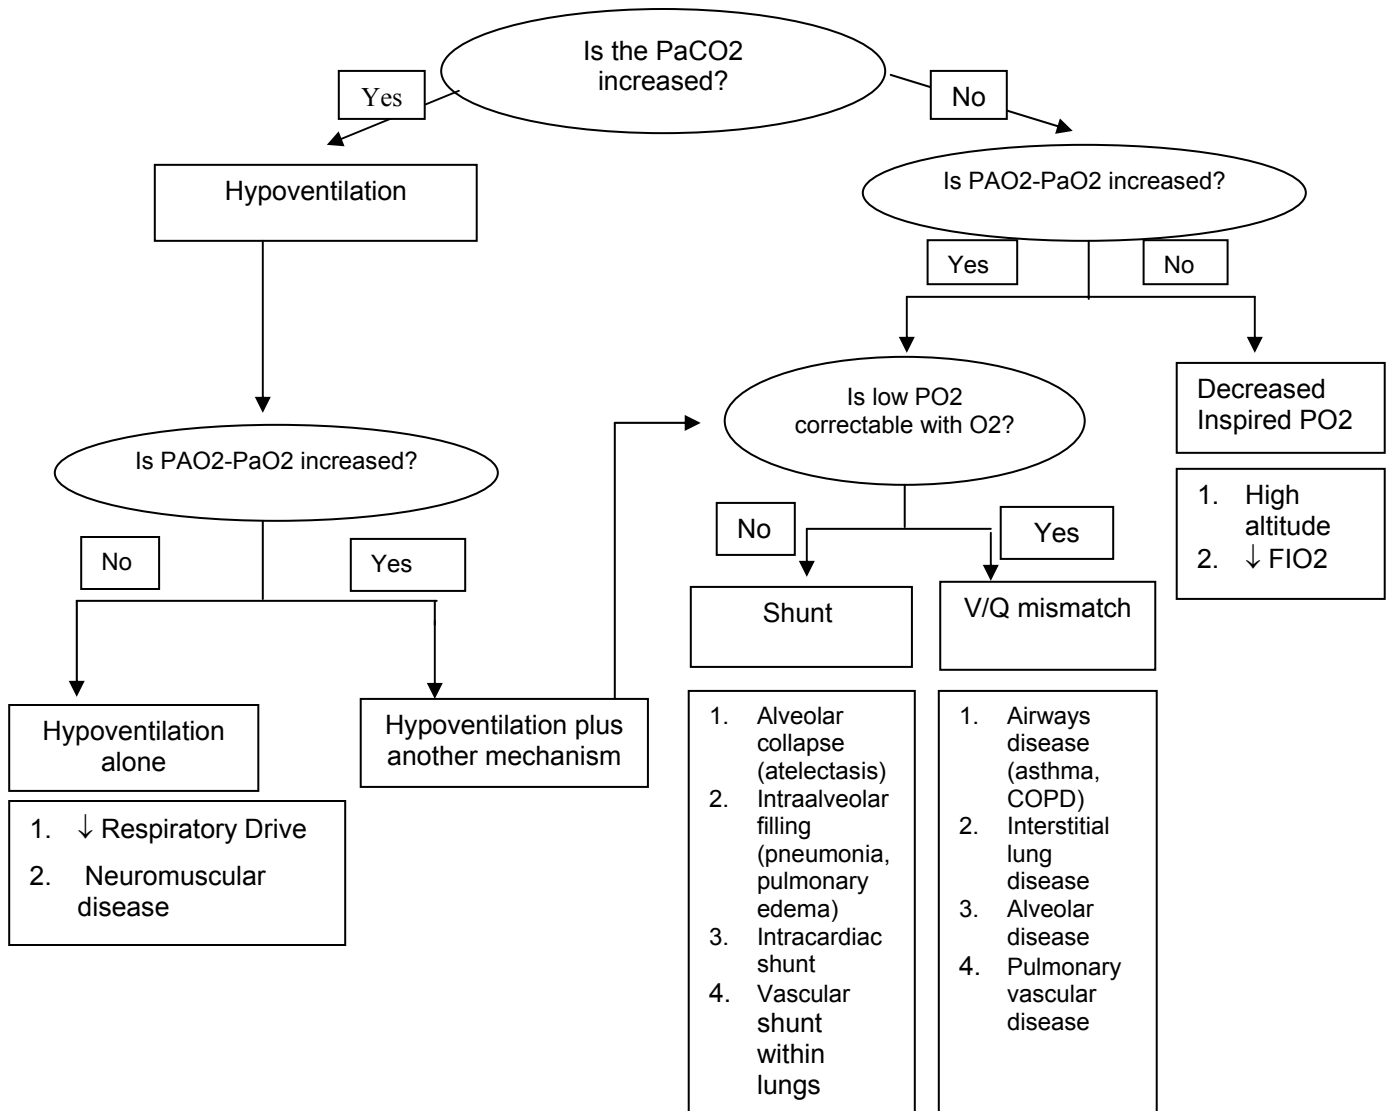 Is the PaCO2
increased?
Yes
No
Hypoventilation
Is PAO2-PaO2 increased?
Yes
No
Is low PO2
correctable with O2?
Decreased
Inspired PO2
1. High
altitude
2. ↓ FIO2
Is PAO2-PaO2 increased?
No
Yes
No
Yes
Shunt
V/Q mismatch
Hypoventilation
alone
Hypoventilation plus
another mechanism
1. ↓ Respiratory Drive
2. Neuromuscular
disease
1. Alveolar
collapse
(atelectasis)
2. Intraalveolar
filling
(pneumonia,
pulmonary
edema)
3. Intracardiac
shunt
4. Vascular
shunt
within
lungs
1. Airways
disease
(asthma,
COPD)
2. Interstitial
lung
disease
3. Alveolar
disease
4. Pulmonary
vascular
disease